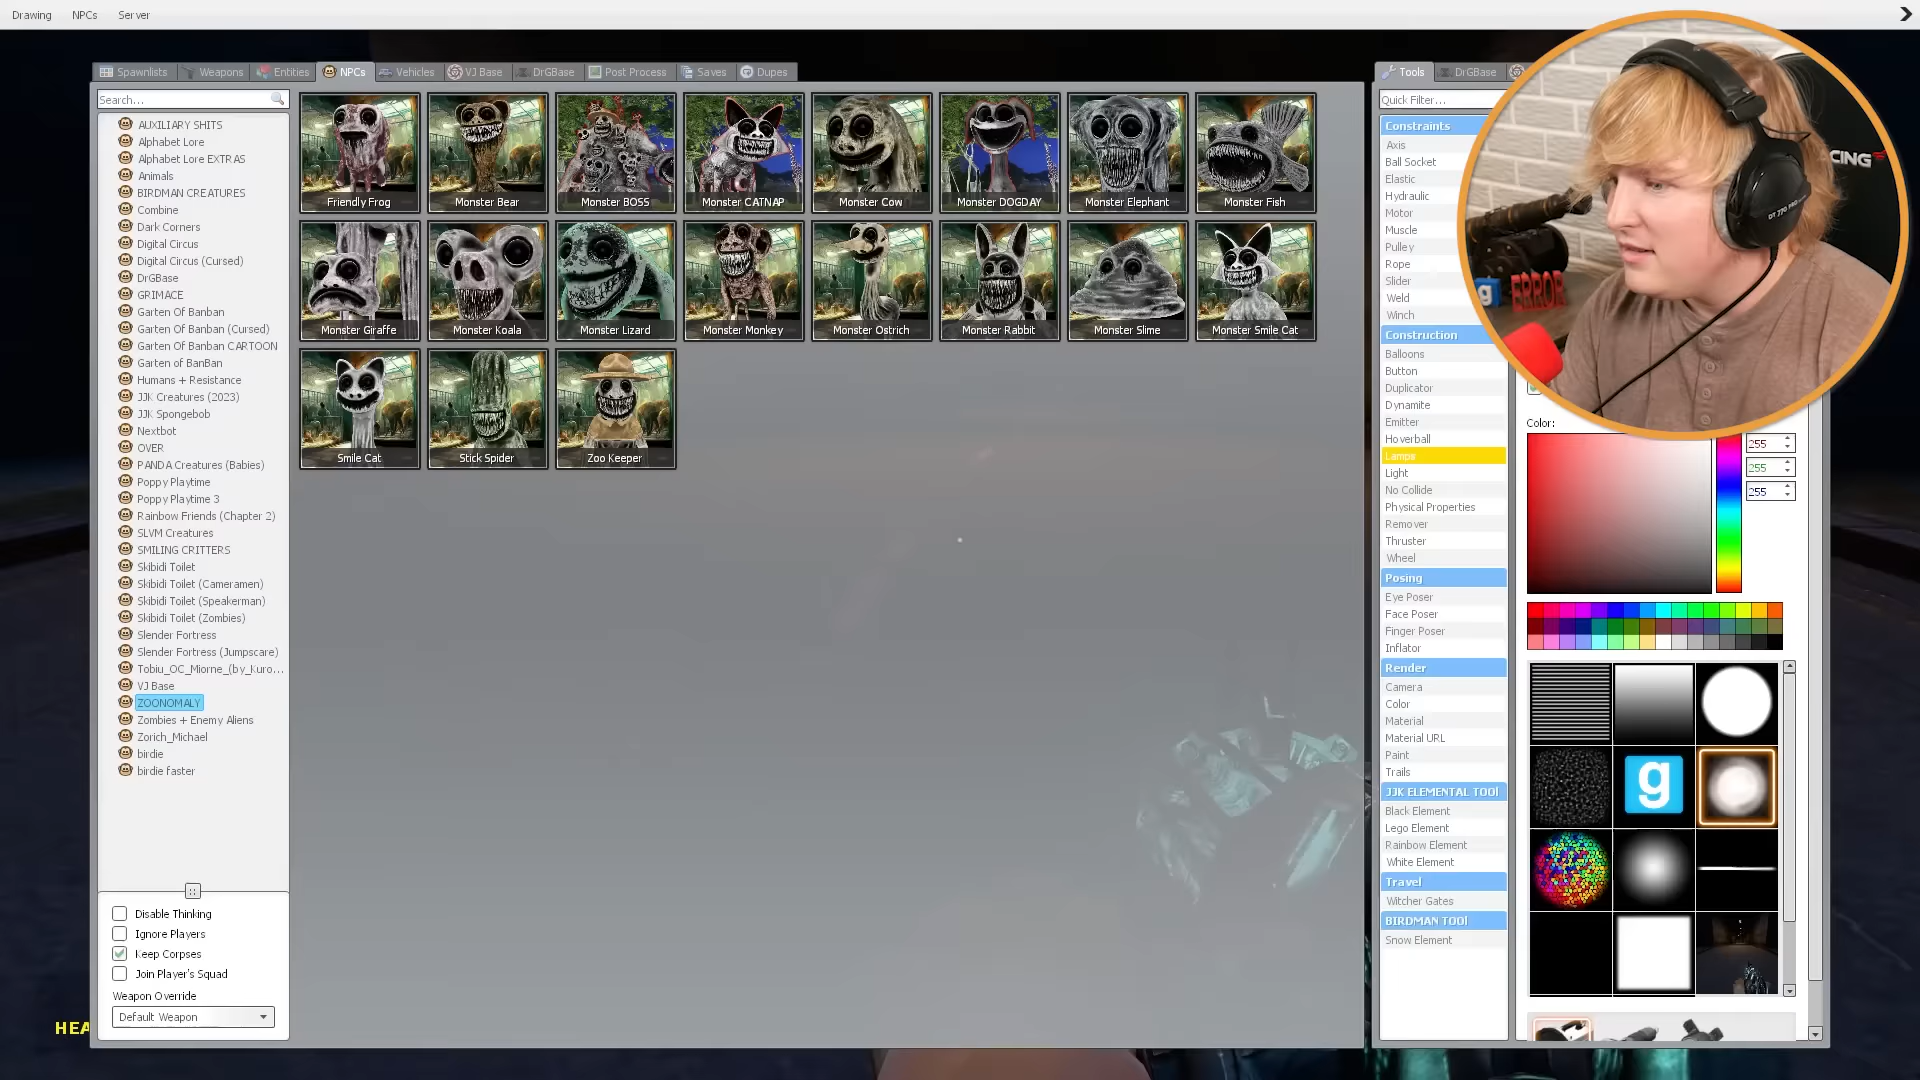 Drawing NPCs Server
Spawnlists Weapons Entities NPCs Vehicles VJ Base DrGBase Post Process Saves Dupes
Search...
AUXILIARY SHITS
Alphabet Lore
Alphabet Lore EXTRAS
Animals
BIRDMAN CREATURES
Combine
Dark Corners
Digital Circus
Digital Circus (Cursed)
DrGBase
GRIMACE
Garten Of Banban
Garten Of Banban (Cursed)
Garten Of Banban CARTOON
Garten of BanBan
Humans + Resistance
JJK Creatures (2023)
JJK Spongebob
Nextbot
OVER
PANDA Creatures (Babies)
Poppy Playtime
Poppy Playtime 3
Rainbow Friends (Chapter 2)
SLVM Creatures
SMILING CRITTERS
Skibidi Toilet
Skibidi Toilet (Cameramen)
Skibidi Toilet (Speakerman)
Skibidi Toilet (Zombies)
Slender Fortress
Slender Fortress (Jumpscare)
Tobiu_OC_Miorne_(by_Kuro...
VJ Base
ZOONOMALY
Zombies + Enemy Aliens
Zorich_Michael
birdie
birdie faster
Disable Thinking
Ignore Players
Keep Corpses
Join Player's Squad
Weapon Override
Default Weapon
HEA
Friendly Frog Monster Bear Monster BOSS Monster CATNAP Monster Cow Monster DOGDAY Monster Elephant Monster Fish
Monster Giraffe Monster Koala Monster Lizard Monster Monkey Monster Ostrich Monster Rabbit Monster Slime Monster Smile Cat
Smile Cat Stick Spider Zoo Keeper
Tools DrGBase
Quick Filter...
Constraints
Axis
Ball Socket
Elastic
Hydraulic
Motor
Muscle
Pulley
Rope
Slider
Weld
Winch
Construction
Balloons
Button
Duplicator
Dynamite
Emitter
Hoverball
Lamps
Light
No Collide
Physical Properties
Remover
Thruster
Wheel
Posing
Eye Poser
Face Poser
Finger Poser
Inflator
Render
Camera
Color
Material
Material URL
Paint
Trails
JJK ELEMENTAL TOOl
Black Element
Lego Element
Rainbow Element
White Element
Travel
Witcher Gates
BIRDMAN TOOl
Snow Element
Color:
255
255
255
g
g
ERROR
CING
DT 770 PRO